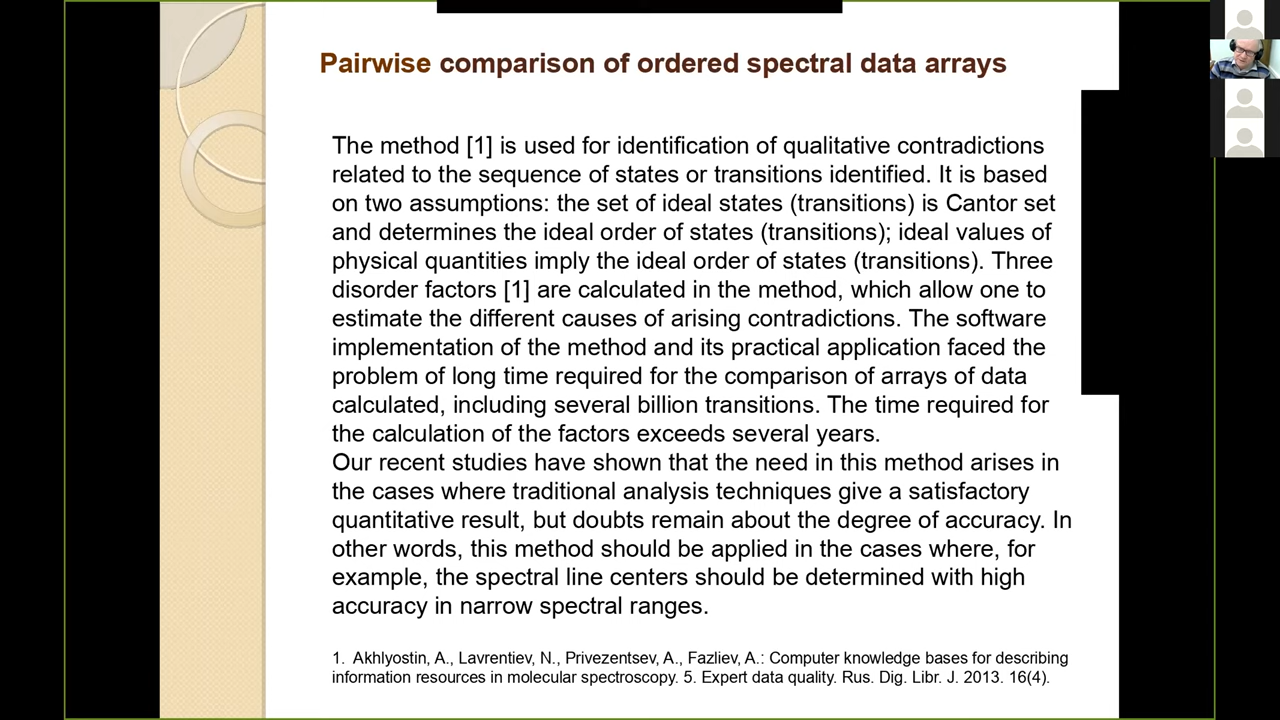 Pairwise comparison of ordered spectral data arrays
The method [1] is used for identification of qualitative contradictions
related to the sequence of states or transitions identified. It is based
on two assumptions: the set of ideal states (transitions) is Cantor set
and determines the ideal order of states (transitions); ideal values of
physical quantities imply the ideal order of states (transitions). Three
disorder factors [1] are calculated in the method, which allow one to
estimate the different causes of arising contradictions. The software
implementation of the method and its practical application faced the
problem of long time required for the comparison of arrays of data
calculated, including several billion transitions. The time required for
the calculation of the factors exceeds several years.
Our recent studies have shown that the need in this method arises in
the cases where traditional analysis techniques give a satisfactory
quantitative result, but doubts remain about the degree of accuracy. In
other words, this method should be applied in the cases where, for
example, the spectral line centers should be determined with high
accuracy in narrow spectral ranges.
1. Akhlyostin, A., Lavrentiev, N., Privezentsev, A., Fazliev, A.: Computer knowledge bases for describing
information resources in molecular spectroscopy. 5. Expert data quality. Rus. Dig. Libr. J. 2013. 16(4).